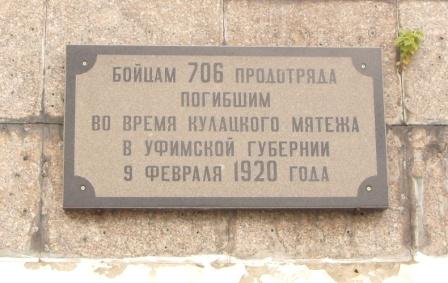 БОЙЦАМ 706 ПРОДОТРЯДА
ПОГИБШИМ
ВО ВРЕМЯ КУЛАЦКОГО МЯТЕЖА
В УФИМСКОЙ ГУБЕРНИИ
9 ФЕВРАЛЯ 1920 ГОДА